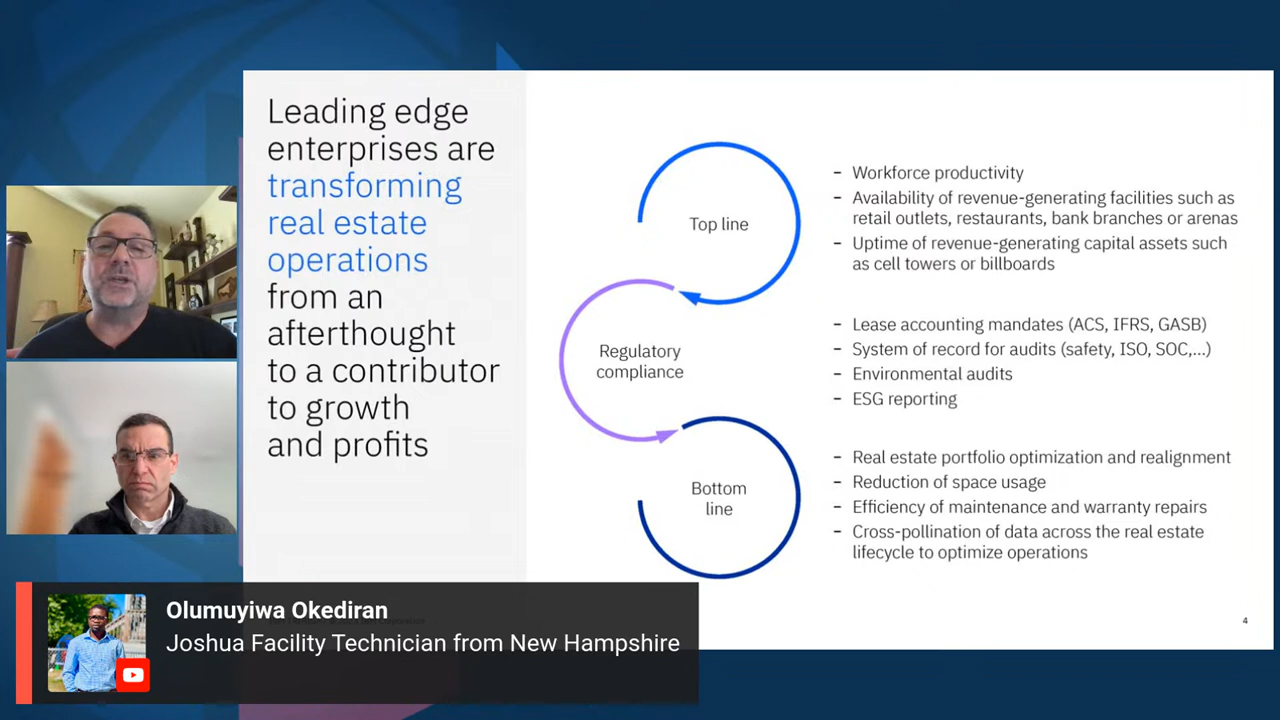 Leading edge
enterprises are
transforming
real estate
operations
from an
afterthought
to a contributor
to growth
and profits
Top line
– Workforce productivity
– Availability of revenue-generating facilities such as
retail outlets, restaurants, bank branches or arenas
– Uptime of revenue-generating capital assets such
as cell towers or billboards
Regulatory
compliance
– Lease accounting mandates (ACS, IFRS, GASB)
– System of record for audits (safety, ISO, SOC,...)
– Environmental audits
– ESG reporting
Bottom
line
– Real estate portfolio optimization and realignment
– Reduction of space usage
– Efficiency of maintenance and warranty repairs
– Cross-pollination of data across the real estate
lifecycle to optimize operations
Olumuyiwa Okediran
Joshua Facility Technician from New Hampshire
4